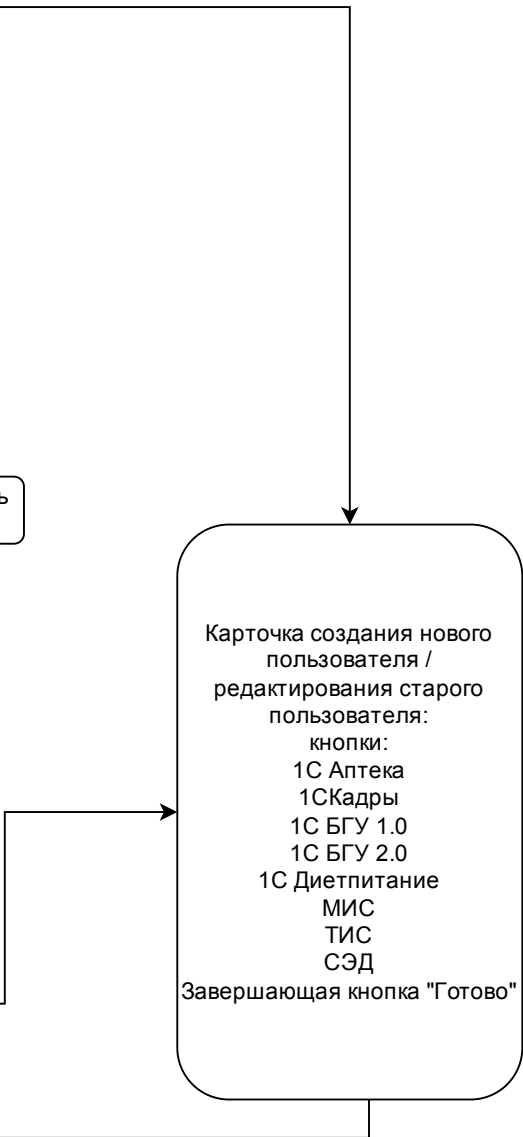 ь
Карточка создания нового
пользователя /
редактирования старого
пользователя:
кнопки:
1С Аптека
1СКадры
1С БГУ 1.0
1С БГУ 2.0
1С Диетпитание
МИС
ТИС
СЭД
Завершающая кнопка "Готово"